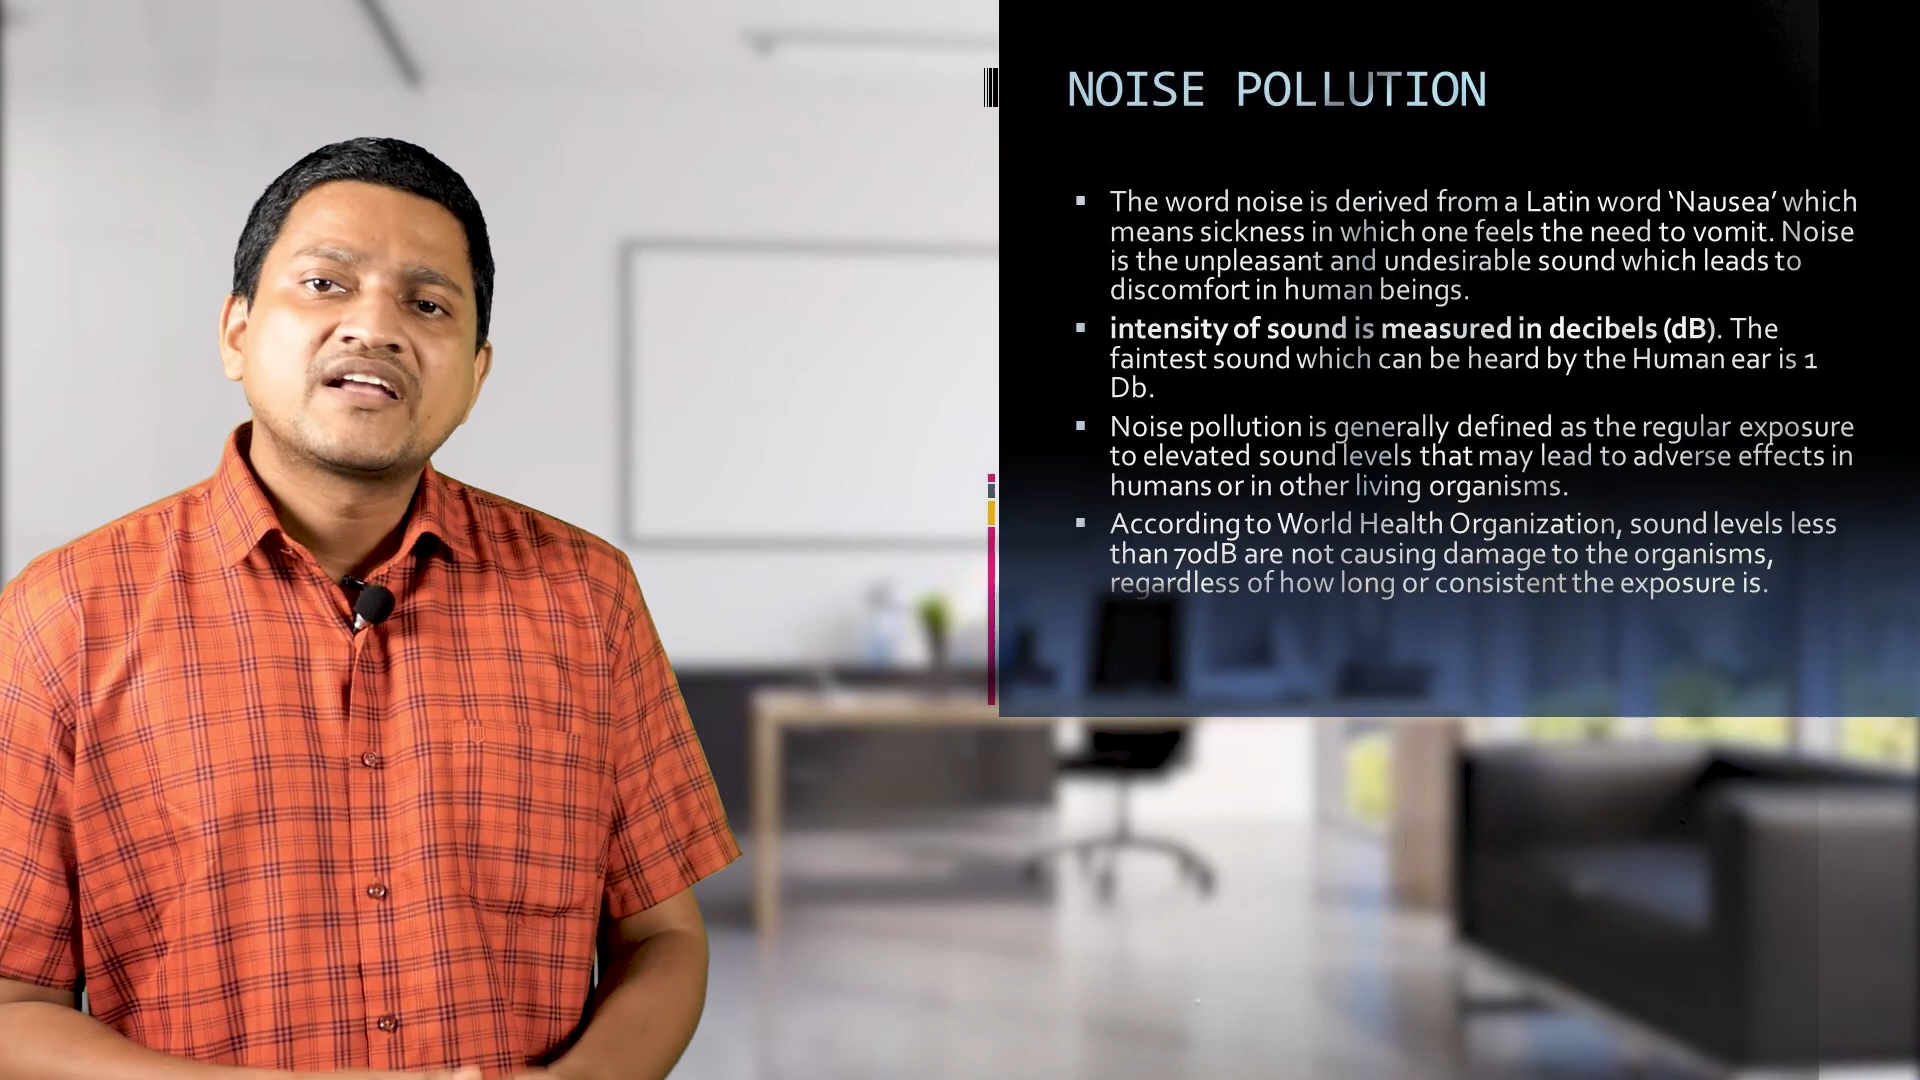 NOISE POLLUTION
▪ The word noise is derived from a Latin word ‘Nausea’ which
means sickness in which one feels the need to vomit. Noise
is the unpleasant and undesirable sound which leads to
discomfort in human beings.
▪ intensity of sound is measured in decibels (dB). The
faintest sound which can be heard by the Human ear is 1
Db.
▪ Noise pollution is generally defined as the regular exposure
to elevated sound levels that may lead to adverse effects in
humans or in other living organisms.
▪ According to World Health Organization, sound levels less
than 70dB are not causing damage to the organisms,
regardless of how long or consistent the exposure is.